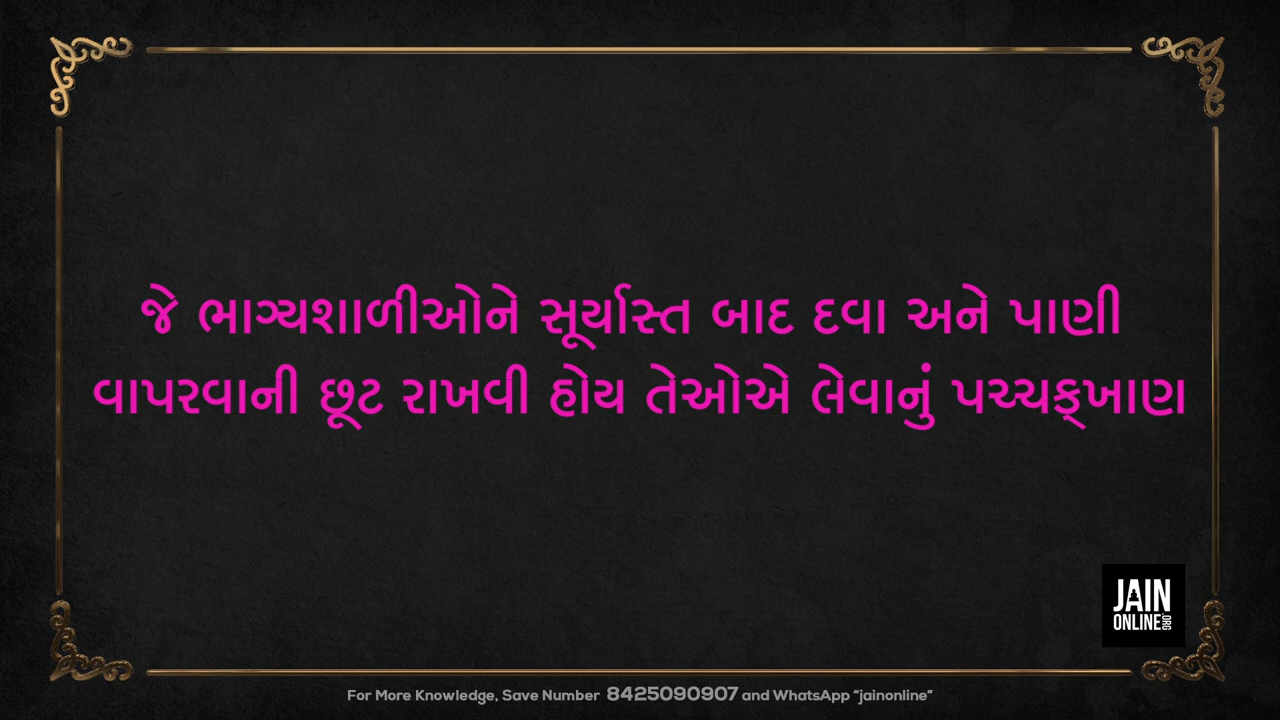 જે ભાગ્યશાળીઓને સૂર્યાસ્ત બાદ દવા અને પાણી
વાપરવાની છૂટ રાખવી હોય તેઓએ લેવાનું પચ્ચક્ખાણ
JAIN
ONLINE.ORG
For More Knowledge, Save Number 8425090907 and WhatsApp "jainonline"